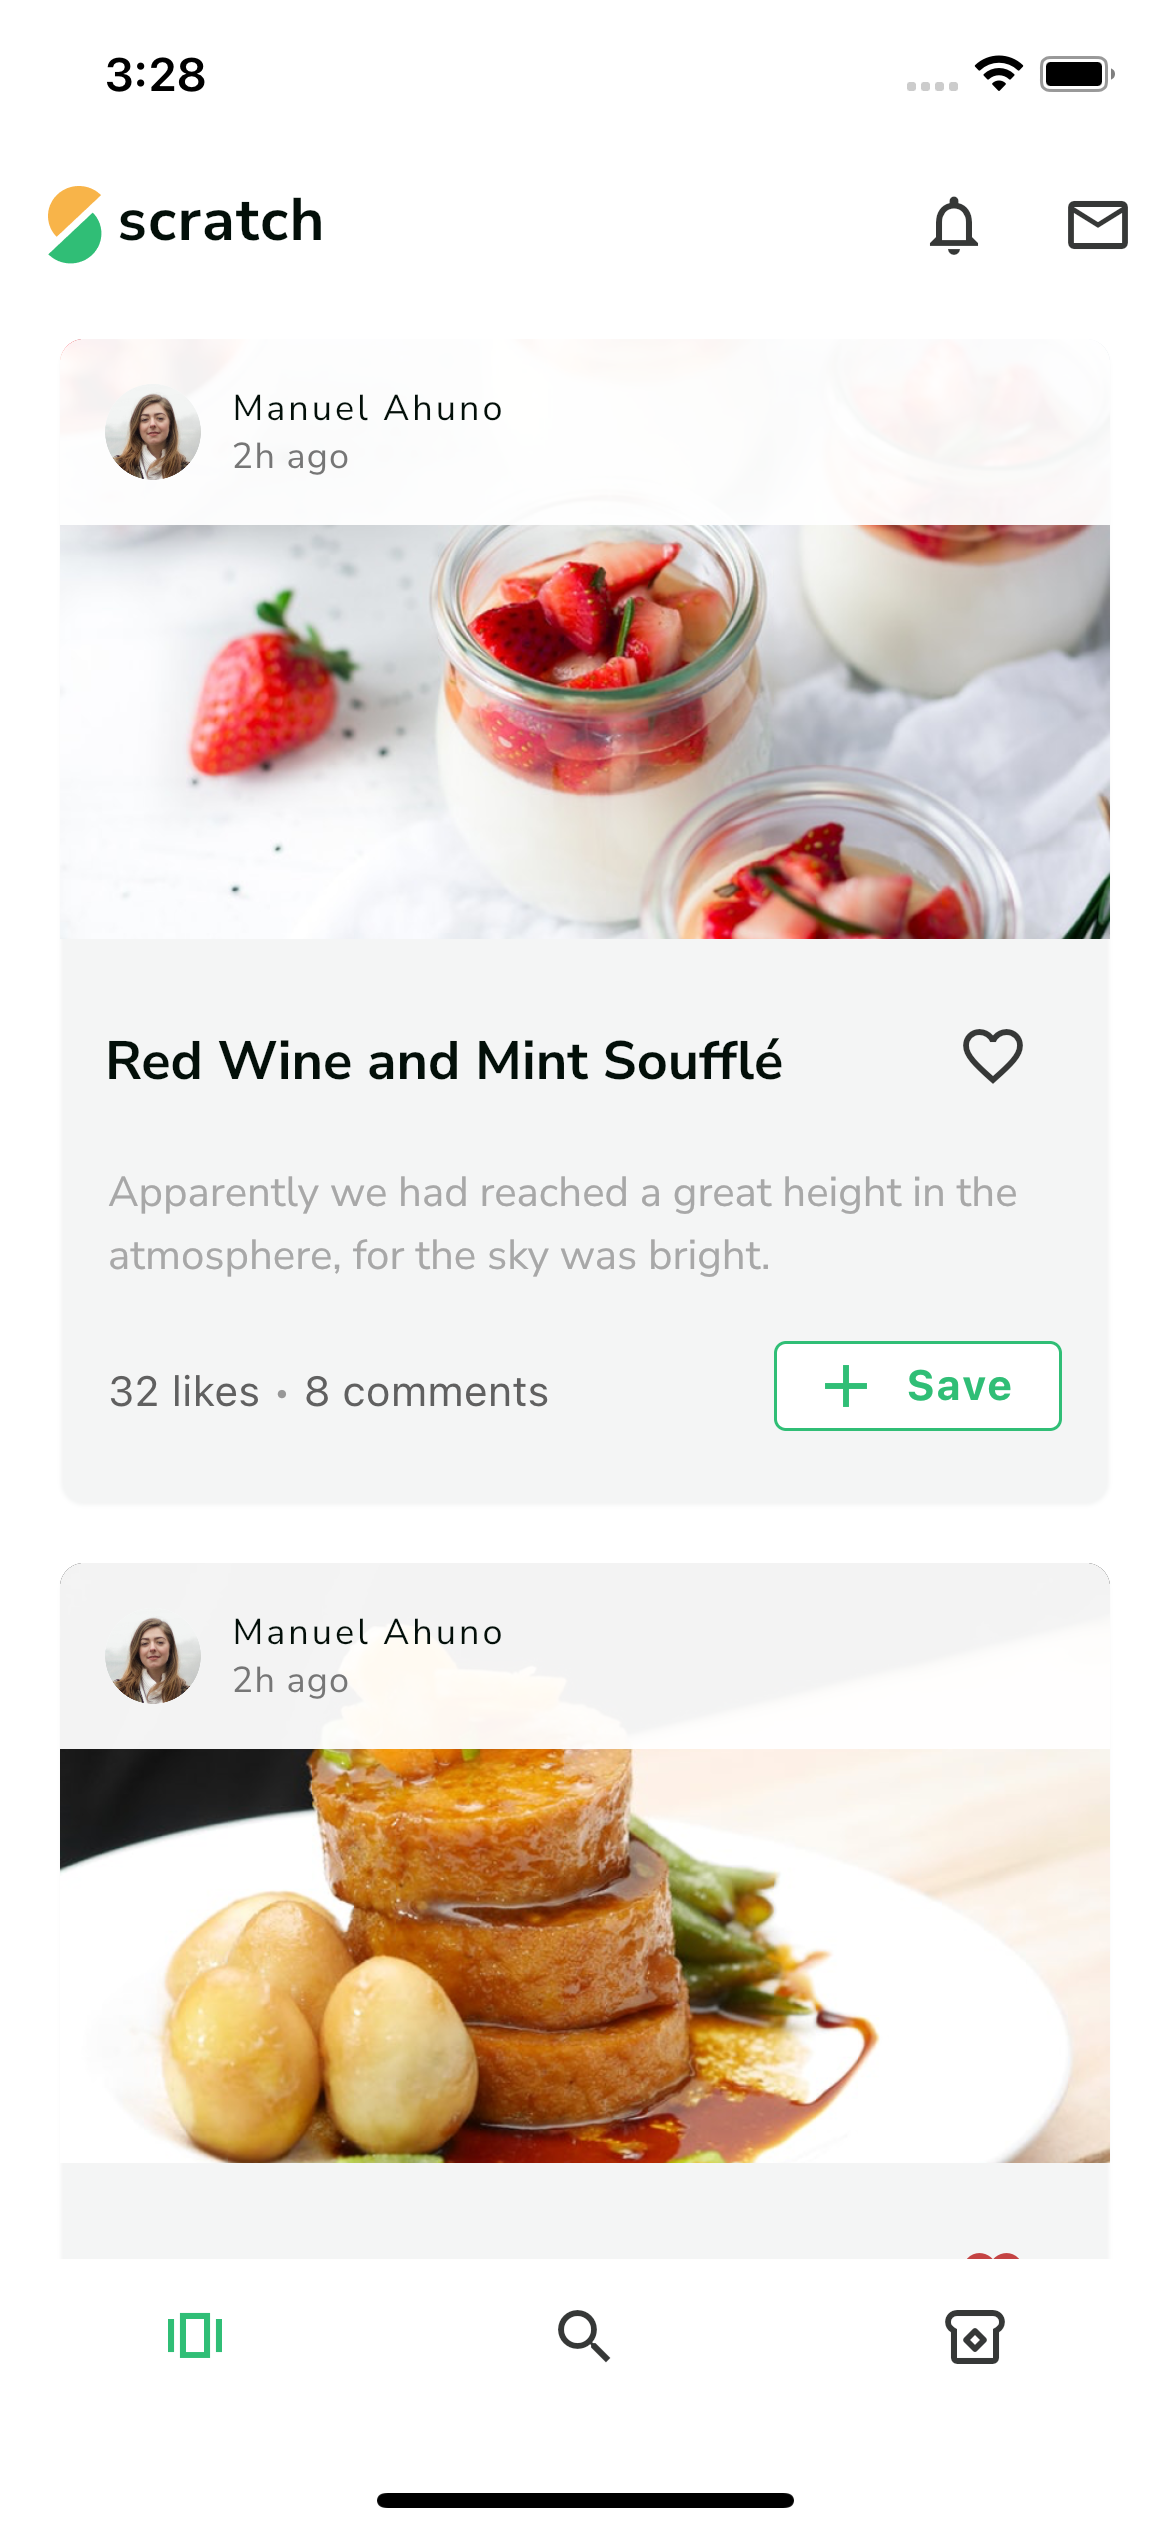 3:28
scratch
Manuel Ahuno
2h ago
Red Wine and Mint Soufflé
Apparently we had reached a great height in the
atmosphere, for the sky was bright.
32 likes • 8 comments
Save
Manuel Ahuno
2h ago